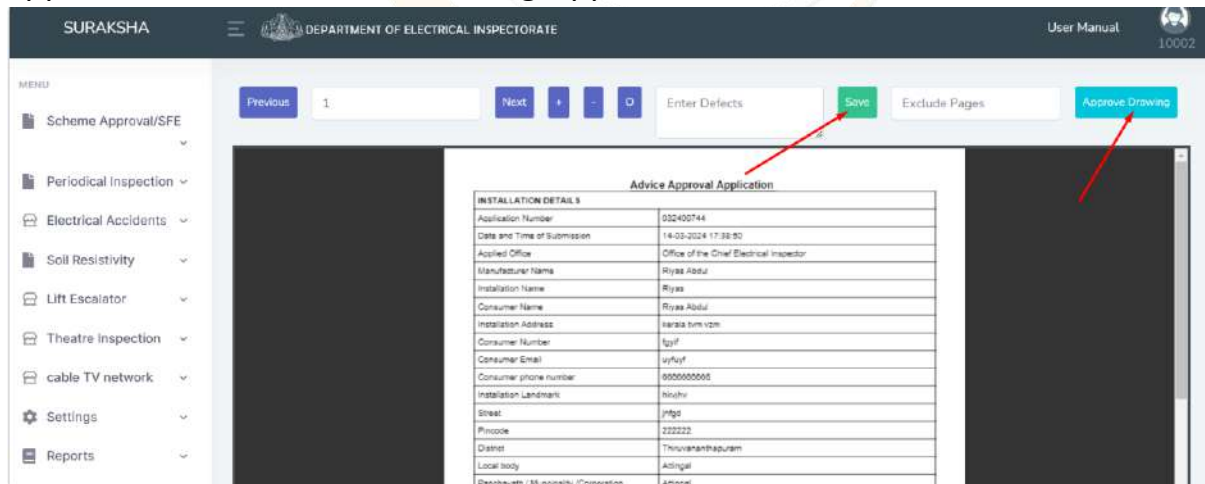 SURAKSHA
DEPARTMENT OF ELECTRICAL INSPECTORATE
User Manual
10002
MENU
Previous 1 Next + - O Enter Defects Save Exclude Pages Approve Drawing
Scheme Approval/SFE
Periodical Inspection
Electrical Accidents
Soil Resistivity
Lift Escalator
Theatre Inspection
cable TV network
Settings
Reports
Advice Approval Application
INSTALLATION DETAILS
Application Number 032400744
Date and Time of Submission 14-03-2024 17:38:50
Applied Office Office of the Chief Electrical Inspector
Manufacturer Name Riyas Abdul
Installation Name Riyas
Consumer Name Riyas Abdul
Installation Address kerala tvm vzm
Consumer Number
Consumer Email uyfuyf
Consumer phone number
Installation Landmark
Street
Pincode 222222
District Thiruvananthapuram
Local body Attingal